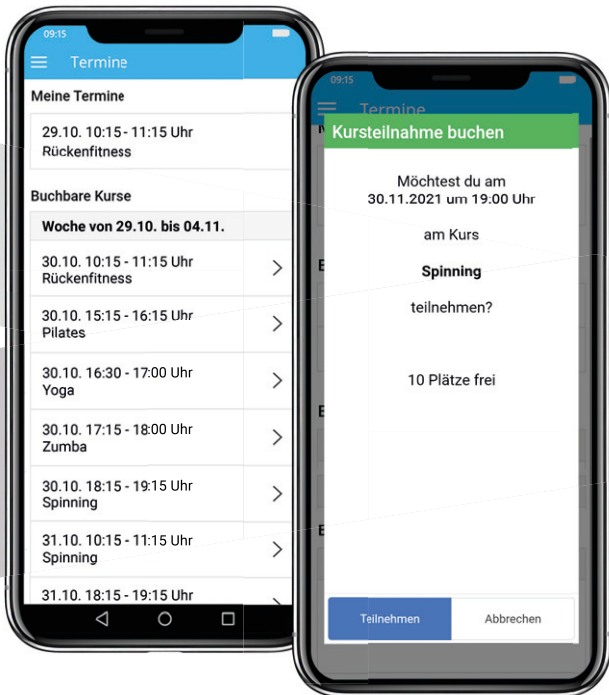 09:15
Termine
Meine Termine
29.10. 10:15 - 11:15 Uhr
Rückenfitness
Buchbare Kurse
Woche von 29.10. bis 04.11.
30.10. 10:15 - 11:15 Uhr
Rückenfitness
30.10. 15:15 - 16:15 Uhr
Pilates
30.10. 16:30 - 17:00 Uhr
Yoga
30.10. 17:15 - 18:00 Uhr
Zumba
30.10. 18:15 - 19:15 Uhr
Spinning
31.10. 10:15 - 11:15 Uhr
Spinning
31.10. 18:15 - 19:15 Uhr
09:15
Termine
Kursteilnahme buchen
Möchtest du am
30.11.2021 um 19:00 Uhr
am Kurs
Spinning
teilnehmen?
10 Plätze frei
Teilnehmen
Abbrechen